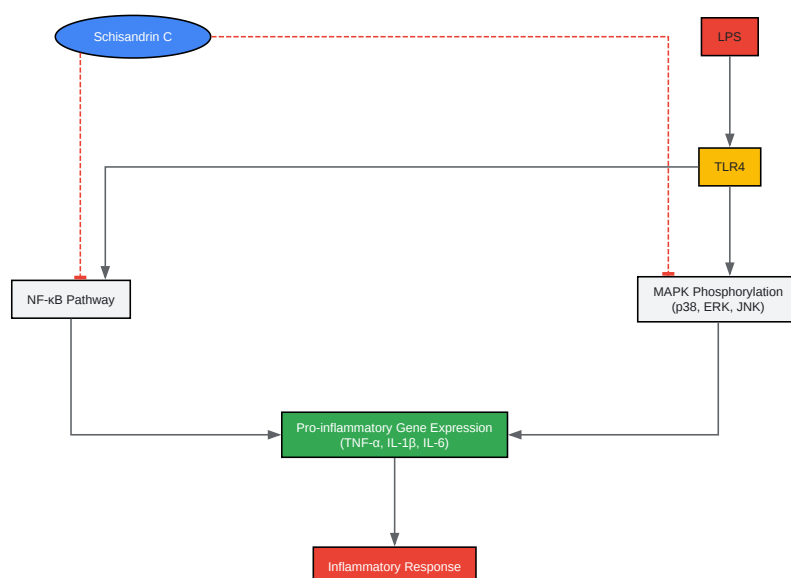 Schisandrin C
LPS
TLR4
NF-κB Pathway
MAPK Phosphorylation
(p38, ERK, JNK)
Pro-inflammatory Gene Expression
(TNF-α, IL-1β, IL-6)
Inflammatory Response